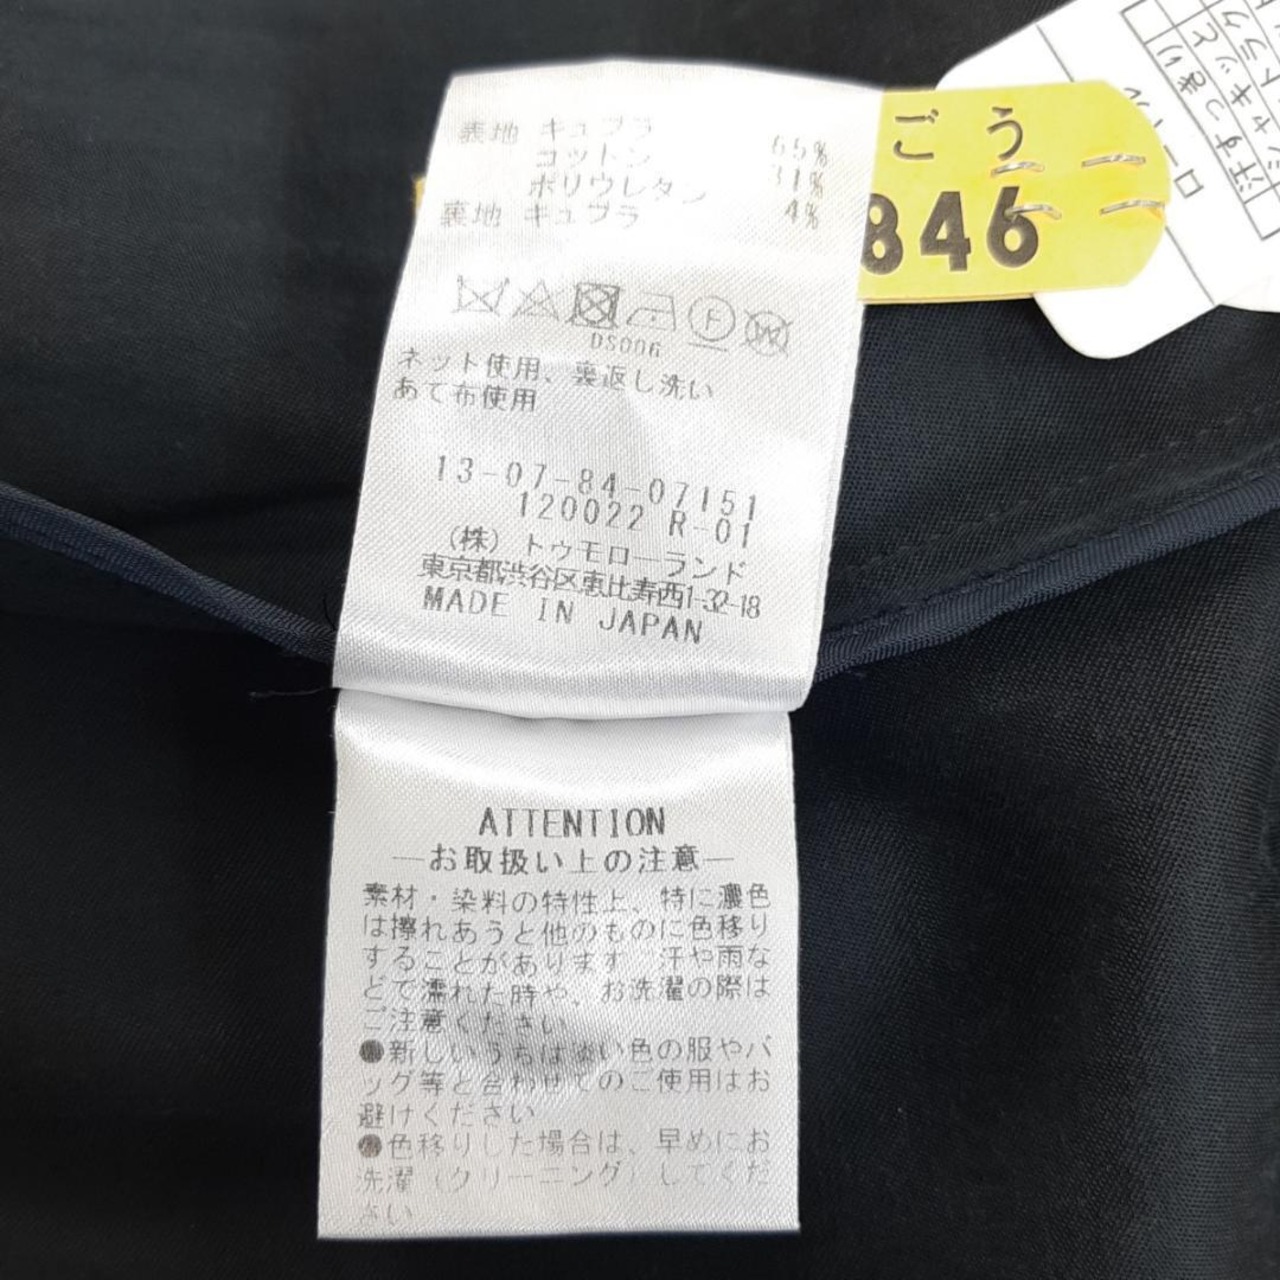 表地 キュプラ 65%
コットン 31%
ポリウレタン 4%
裏地 キュプラ
DS006
ネット使用、裏返し洗い
あて布使用
13-07-84-07151
120022 R-01
(株) トゥモローランド
東京都渋谷区恵比寿西1-32-18
MADE IN JAPAN
ATTENTION
—お取扱い上の注意—
素材・染料の特性上、特に濃色
は擦れあうと他のものに色移り
することがあります 汗や雨な
どで濡れた時や、お洗濯の際は
ご注意ください
●新しいうちは淡い色の服やバ
ッグ等と合わせてのご使用はお
避けください
●色移りした場合は、早めにお
洗濯(クリーニング)してくだ
さい
ごう
846
汗すっきり